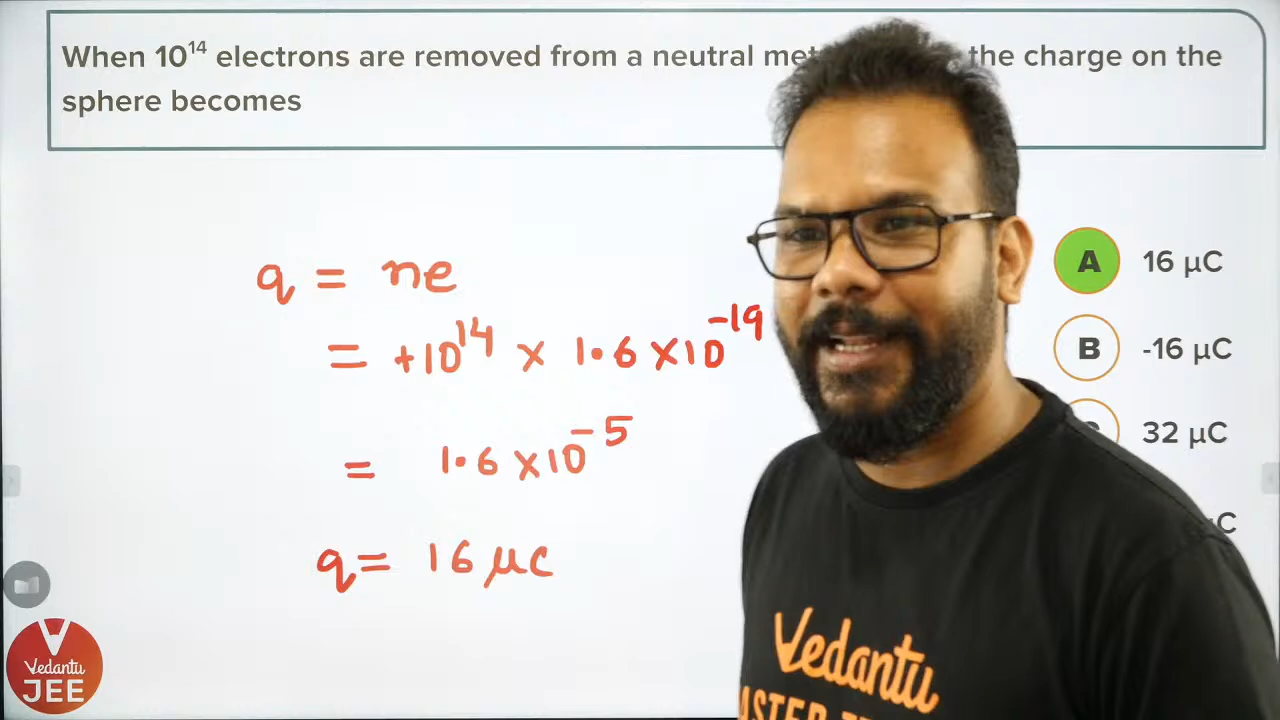 When 10¹⁴ electrons are removed from a neutral the charge on the
sphere becomes
q = ne
= +10¹⁴ × 1.6 × 10⁻¹⁹
= 1.6 × 10⁻⁵
q = 16 μc
A 16 μC
B -16 μC
32 μC
Vedantu
JEE
Vedantu